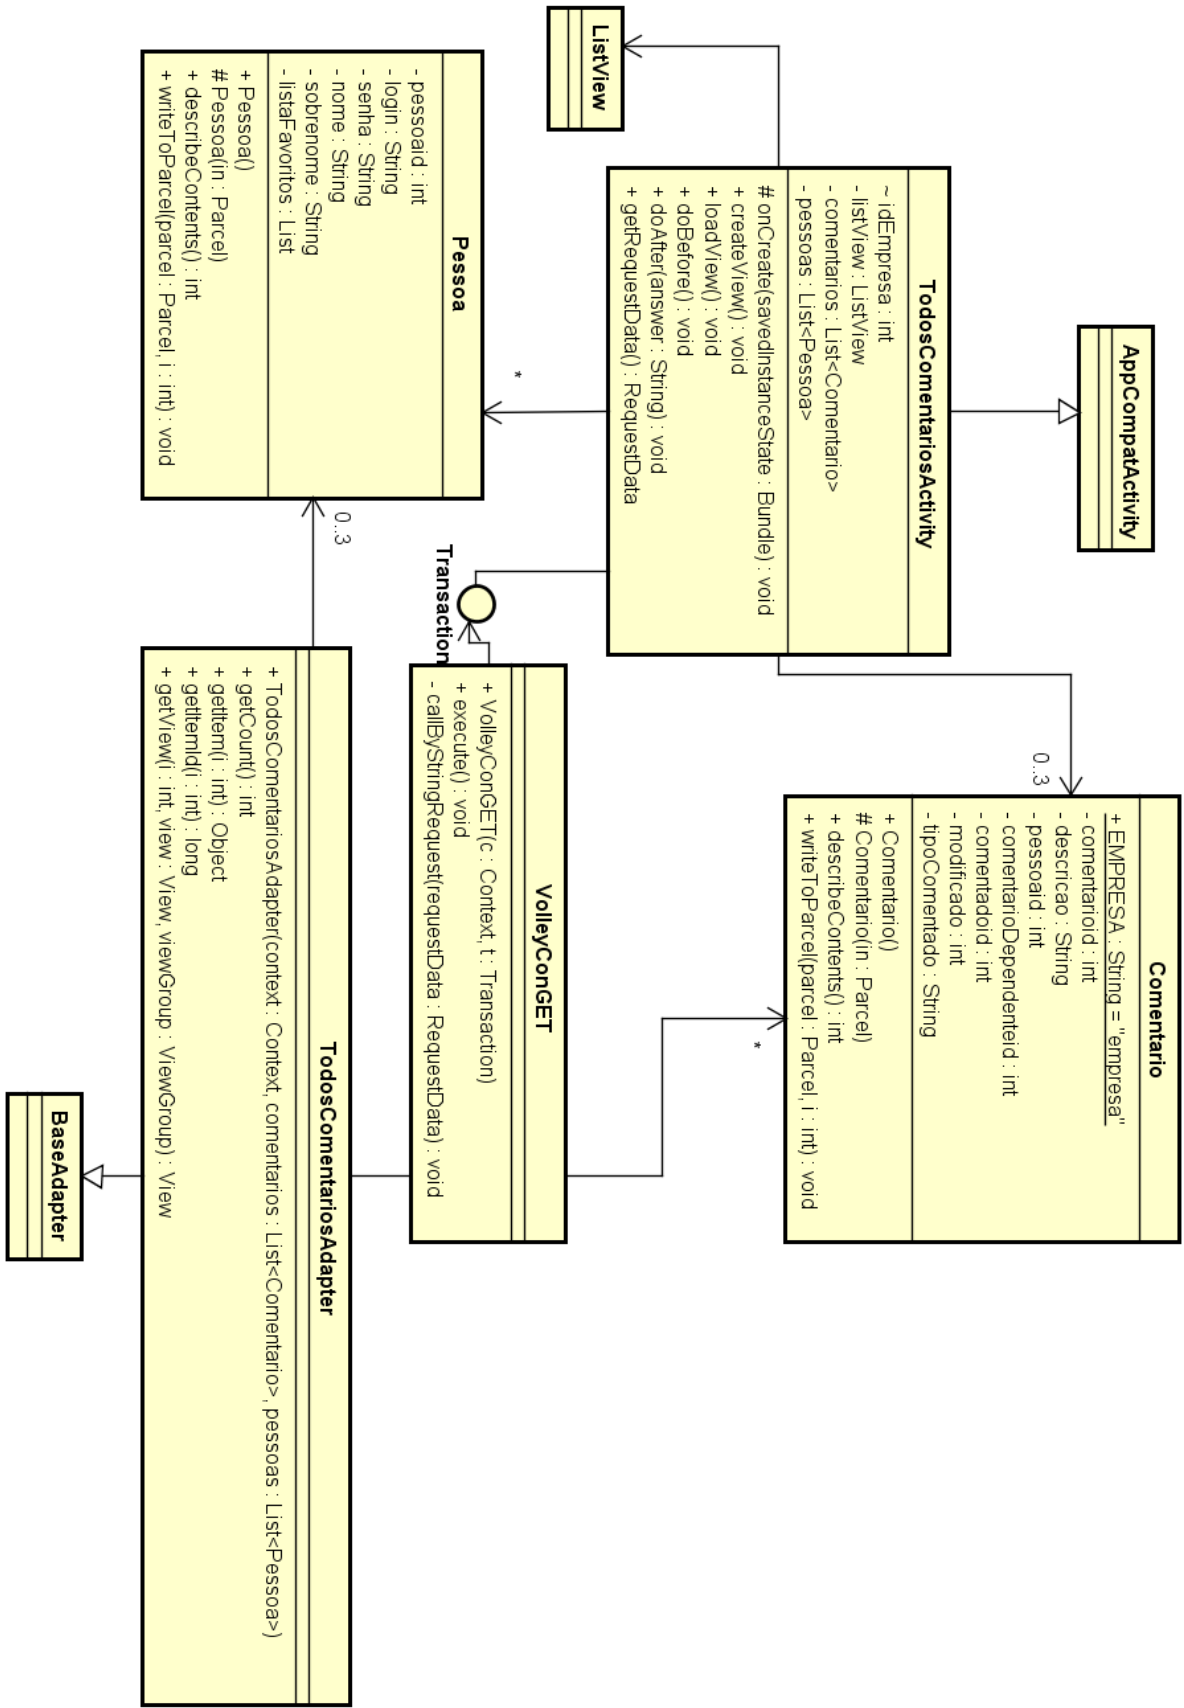 AppCompatActivity
ListView
TodosComentariosActivity
~ idEmpresa : int
- listView : ListView
- comentarios : List<Comentario>
- pessoas : List<Pessoa>
# onCreate(savedInstanceState : Bundle) : void
+ createView() : void
+ loadView() : void
+ doBefore() : void
+ doAfter(answer : String) : void
+ getRequestData() : RequestData
0..3
Comentario
+ EMPRESA : String = "empresa"
- comentarioid : int
- descricao : String
- pessoaid : int
- comentarioDependenteid : int
- comentadoid : int
- modificado : int
- tipoComentado : String
+ Comentario()
# Comentario(in : Parcel)
+ describeContents() : int
+ writeToParcel(parcel : Parcel, i : int) : void
*
*
Pessoa
- pessoaid : int
- login : String
- senha : String
- nome : String
- sobrenome : String
- listaFavoritos : List
+ Pessoa()
# Pessoa(in : Parcel)
+ describeContents() : int
+ writeToParcel(parcel : Parcel, i : int) : void
0..3
Transaction
VolleyConGET
+ VolleyConGET(c : Context, t : Transaction)
+ execute() : void
- callByStringRequest(requestData : RequestData) : void
TodosComentariosAdapter
+ TodosComentariosAdapter(context : Context, comentarios : List<Comentario>, pessoas : List<Pessoa>)
+ getCount() : int
+ getItem(i : int) : Object
+ getItemId(i : int) : long
+ getView(i : int, view : View, viewGroup : ViewGroup) : View
BaseAdapter